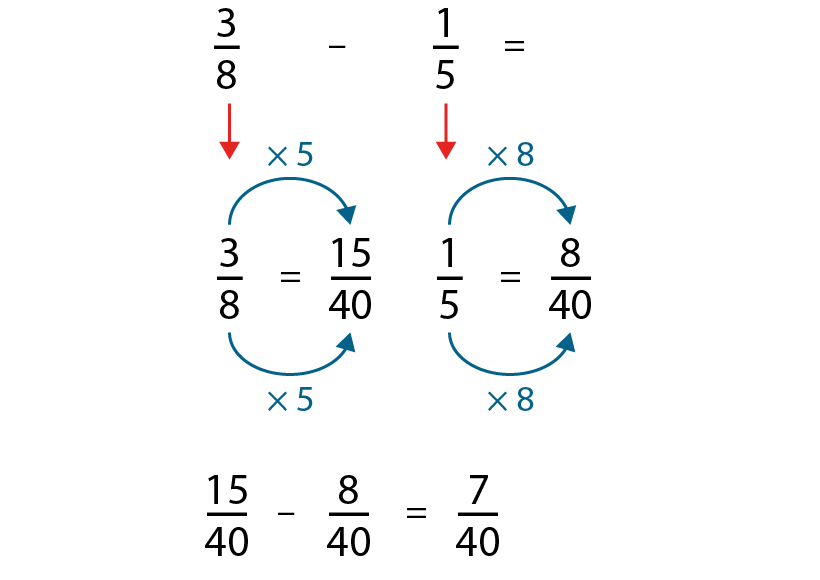 3/8 – 1/5 =
× 5 × 8
3/8 = 15/40 1/5 = 8/40
× 5 × 8
15/40 – 8/40 = 7/40